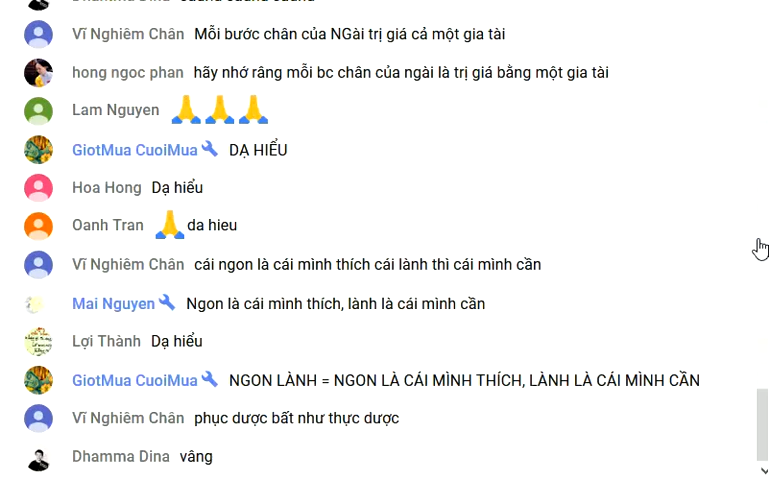 Vĩ Nghiêm Chân Mỗi bước chân của NGài trị giá cả một gia tài
hong ngoc phan hãy nhớ râng mỗi bc chân của ngài là trị giá bằng một gia tài
Lam Nguyen 🙏🙏🙏
GiotMua CuoiMua DẠ HIỂU
Hoa Hong Dạ hiểu
Oanh Tran 🙏da hieu
Vĩ Nghiêm Chân cái ngon là cái mình thích cái lành thì cái mình cần
Mai Nguyen Ngon là cái mình thích, lành là cái mình cần
Lợi Thành Dạ hiểu
GiotMua CuoiMua NGON LÀNH = NGON LÀ CÁI MÌNH THÍCH, LÀNH LÀ CÁI MÌNH CẦN
Vĩ Nghiêm Chân phục dược bất như thực dược
Dhamma Dina vâng